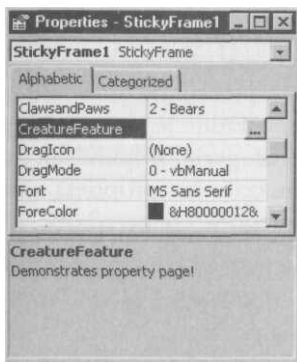 Properties - StickyFrame1
StickyFrame1 StickyFrame
Alphabetic Categorized
ClawsandPaws 2 - Bears
CreatureFeature ...
DragIcon (None)
DragMode 0 - vbManual
Font MS Sans Serif
ForeColor &H80000012&
CreatureFeature
Demonstrates property page!